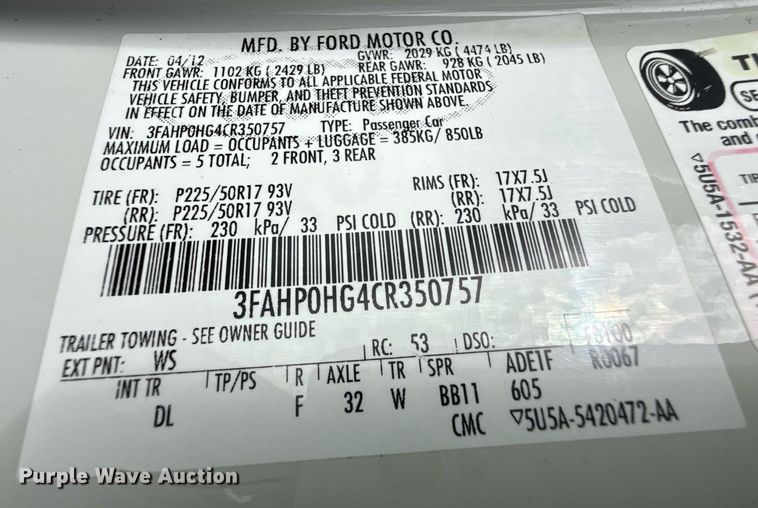 MFD. BY FORD MOTOR CO.
DATE: 04/12 GVWR: 2029 KG (4474 LB)
FRONT GAWR: 1102 KG (2429 LB) REAR GAWR: 928 KG (2045 LB)
THIS VEHICLE CONFORMS TO ALL APPLICABLE FEDERAL MOTOR
VEHICLE SAFETY, BUMPER, AND THEFT PREVENTION STANDARDS
IN EFFECT ON THE DATE OF MANUFACTURE SHOWN ABOVE.
VIN: 3FAHP0HG4CR350757 TYPE: Passenger Car
MAXIMUM LOAD = OCCUPANTS + LUGGAGE = 385KG/ 850LB
OCCUPANTS = 5 TOTAL; 2 FRONT, 3 REAR
TIRE (FR): P225/50R17 93V RIMS (FR): 17X7.5J
(RR): P225/50R17 93V (RR): 17X7.5J
PRESSURE (FR): 230 kPa/ 33 PSI COLD (RR): 230 kPa/ 33 PSI COLD
3FAHP0HG4CR350757
TRAILER TOWING - SEE OWNER GUIDE
EXT PNT: WS RC: 53 DSO: R0067
INT TR TP/PS R AXLE TR SPR ADE1F
DL F 32 W BB11 605
CMC ▽5U5A-5420472-AA
SE
The comb
and
TIR
▽5U5A-1532-AA
Purple Wave Auction